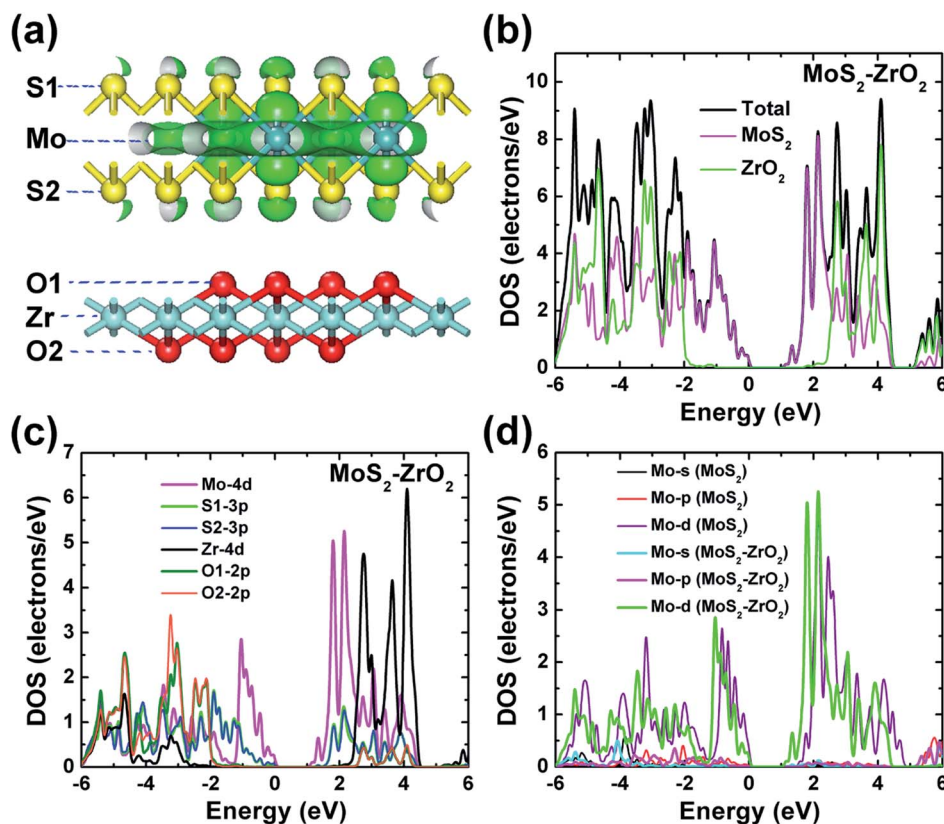 (a)
S1
Mo
S2
O1
Zr
O2
(b)
MoS2-ZrO2
Total
MoS2
ZrO2
DOS (electrons/eV)
10
8
6
4
2
0
-6 -4 -2 0 2 4 6
Energy (eV)
(c)
MoS2-ZrO2
Mo-4d
S1-3p
S2-3p
Zr-4d
O1-2p
O2-2p
DOS (electrons/eV)
7
6
5
4
3
2
1
0
-6 -4 -2 0 2 4 6
Energy (eV)
(d)
Mo-s (MoS2)
Mo-p (MoS2)
Mo-d (MoS2)
Mo-s (MoS2-ZrO2)
Mo-p (MoS2-ZrO2)
Mo-d (MoS2-ZrO2)
DOS (electrons/eV)
6
5
4
3
2
1
0
-6 -4 -2 0 2 4 6
Energy (eV)